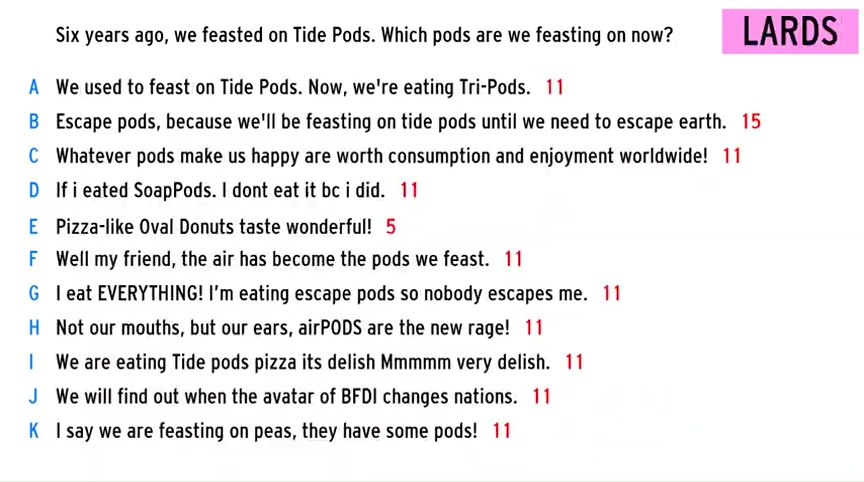 Six years ago, we feasted on Tide Pods. Which pods are we feasting on now?
LARDS
A We used to feast on Tide Pods. Now, we're eating Tri-Pods. 11
B Escape pods, because we'll be feasting on tide pods until we need to escape earth. 15
C Whatever pods make us happy are worth consumption and enjoyment worldwide! 11
D If i eated SoapPods. I dont eat it bc i did. 11
E Pizza-like Oval Donuts taste wonderful! 5
F Well my friend, the air has become the pods we feast. 11
G I eat EVERYTHING! I'm eating escape pods so nobody escapes me. 11
H Not our mouths, but our ears, airPODS are the new rage! 11
I We are eating Tide pods pizza its delish Mmmmm very delish. 11
J We will find out when the avatar of BFDI changes nations. 11
K I say we are feasting on peas, they have some pods! 11